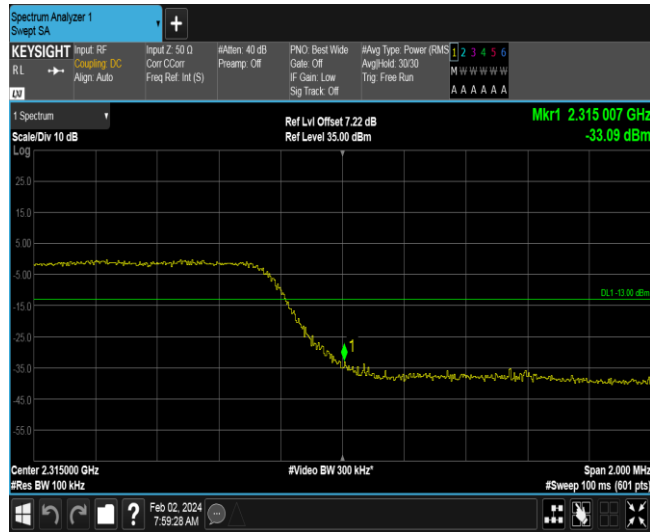 Spectrum Analyzer 1
Swept SA
+
KEYSIGHT Input: RF Input Z: 50 Ω #Atten: 40 dB PNO: Best Wide #Avg Type: Power (RMS 1 2 3 4 5 6
RL Coupling: DC Corr CCorr Preamp: Off Gate: Off Avg|Hold: 30/30 M W W W W W
Align: Auto Freq Ref: Int (S) IF Gain: Low Trig: Free Run
LXI Sig Track: Off A A A A A A
1 Spectrum Ref Lvl Offset 7.22 dB Mkr1 2.315 007 GHz
Scale/Div 10 dB Ref Level 35.00 dBm -33.09 dBm
Log
25.0
15.0
5.00
-5.00
DL1 -13.00 dBm
-15.0
-25.0
1
-35.0
-45.0
-55.0
Center 2.315000 GHz #Video BW 300 kHz* Span 2.000 MHz
#Res BW 100 kHz #Sweep 100 ms (601 pts)
? Feb 02, 2024
7:59:28 AM